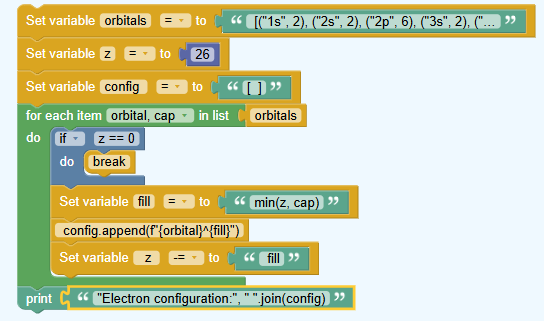 Set variable orbitals = to “ [("1s", 2), ("2s", 2), ("2p", 6), ("3s", 2), ("... ”
Set variable z = to 26
Set variable config = to “ [ ] ”
for each item orbital, cap in list orbitals
do if z == 0
do break
Set variable fill = to “ min(z, cap) ”
config.append(f"{orbital}^{fill}")
Set variable z -= to “ fill ”
print “ "Electron configuration:", " ".join(config) ”